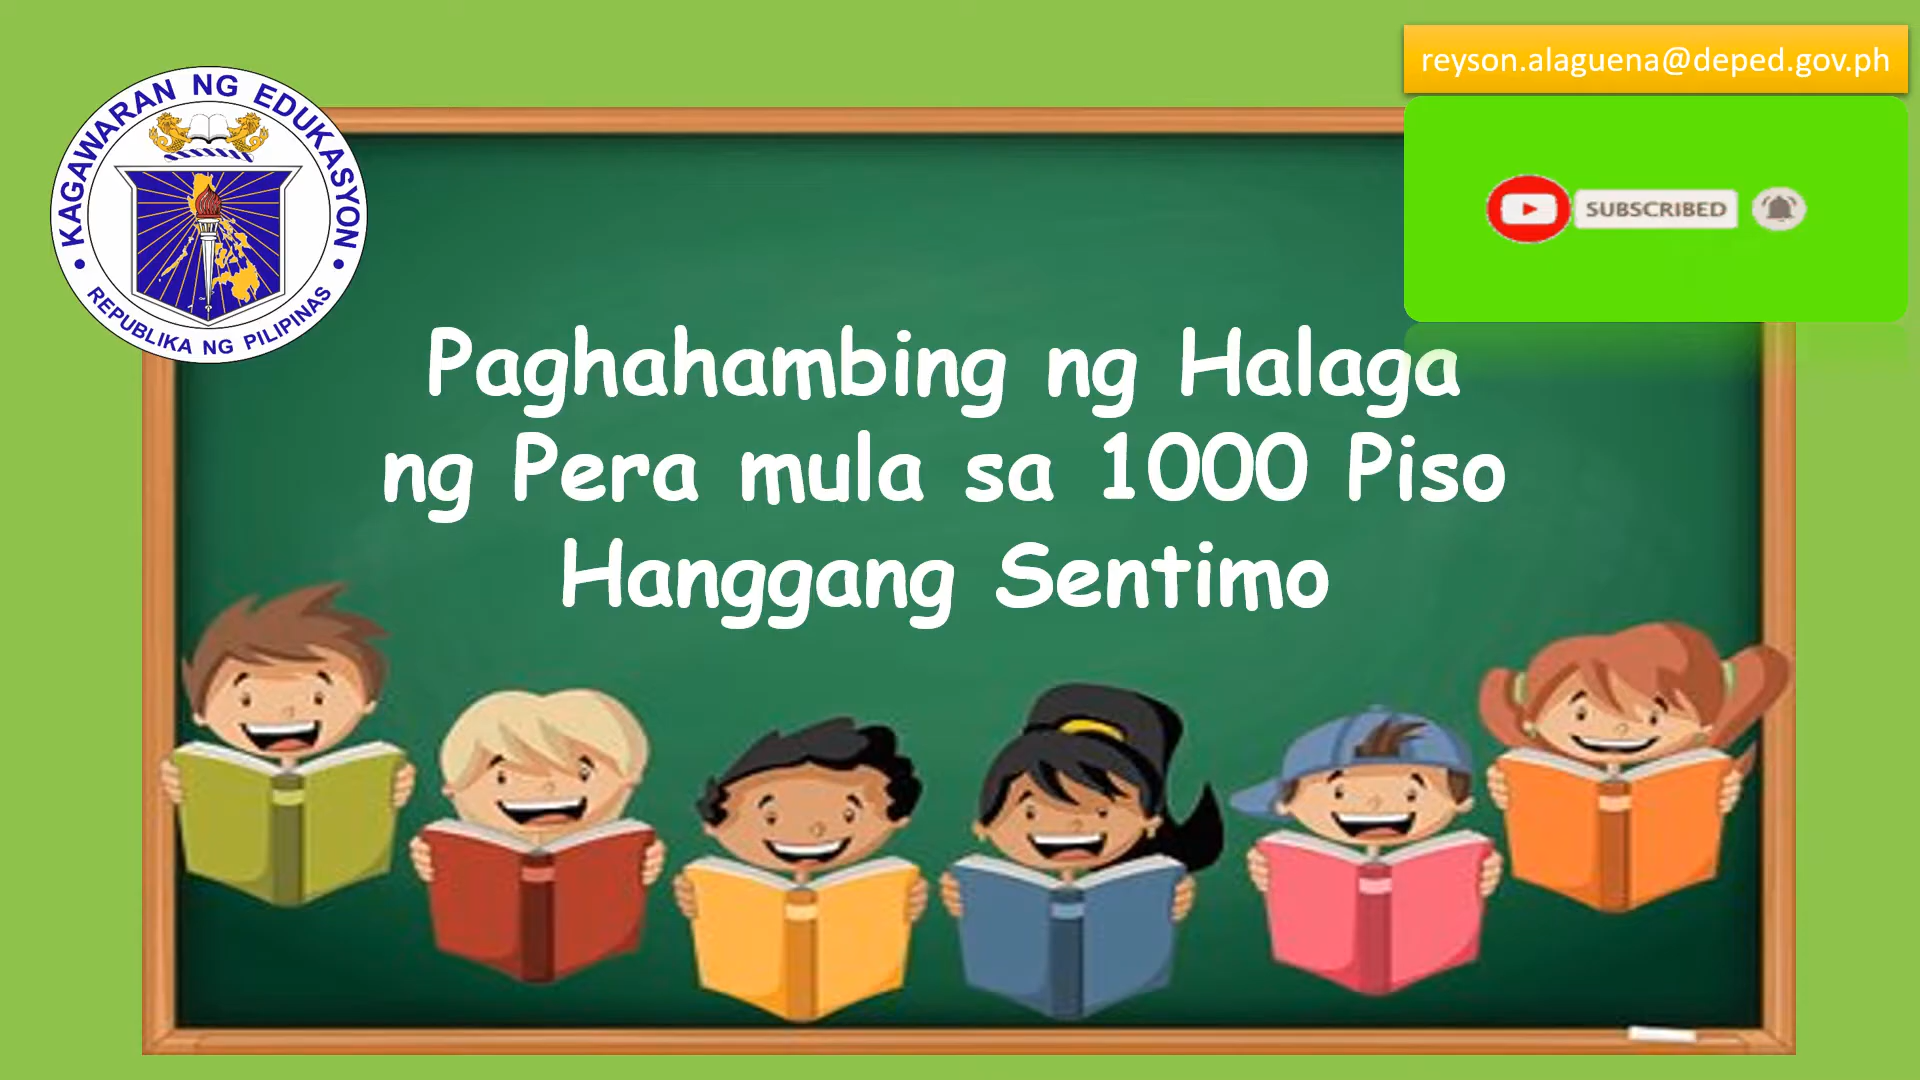 reyson.alaguena@deped.gov.ph
KAGAWARAN NG EDUKASYON
REPUBLIKA NG PILIPINAS
SUBSCRIBED
Paghahambing ng Halaga
ng Pera mula sa 1000 Piso
Hanggang Sentimo